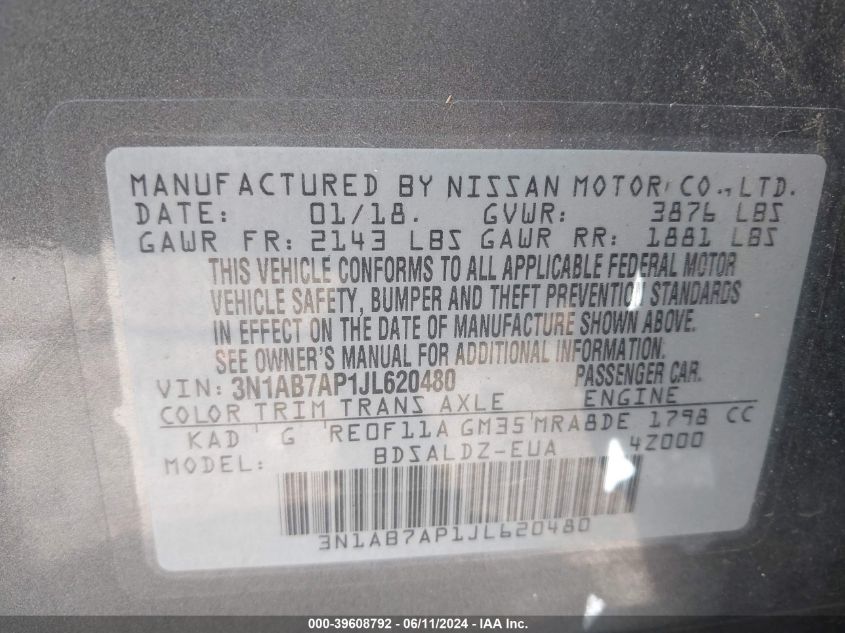 MANUFACTURED BY NISSAN MOTOR CO., LTD.
DATE: 01/18. GVWR: 3876 LBS
GAWR FR: 2143 LBS GAWR RR: 1881 LBS
THIS VEHICLE CONFORMS TO ALL APPLICABLE FEDERAL MOTOR
VEHICLE SAFETY, BUMPER AND THEFT PREVENTION STANDARDS
IN EFFECT ON THE DATE OF MANUFACTURE SHOWN ABOVE.
SEE OWNER'S MANUAL FOR ADDITIONAL INFORMATION.
VIN: 3N1AB7AP1JL620480 PASSENGER CAR.
COLOR TRIM TRANS AXLE ENGINE
KAD G RE0F11A GM35 MRA8DE 1798 CC
MODEL: BDSALDZ-EUA 4Z000
3N1AB7AP1JL620480
000-39608792 - 06/11/2024 - IAAI, Inc.